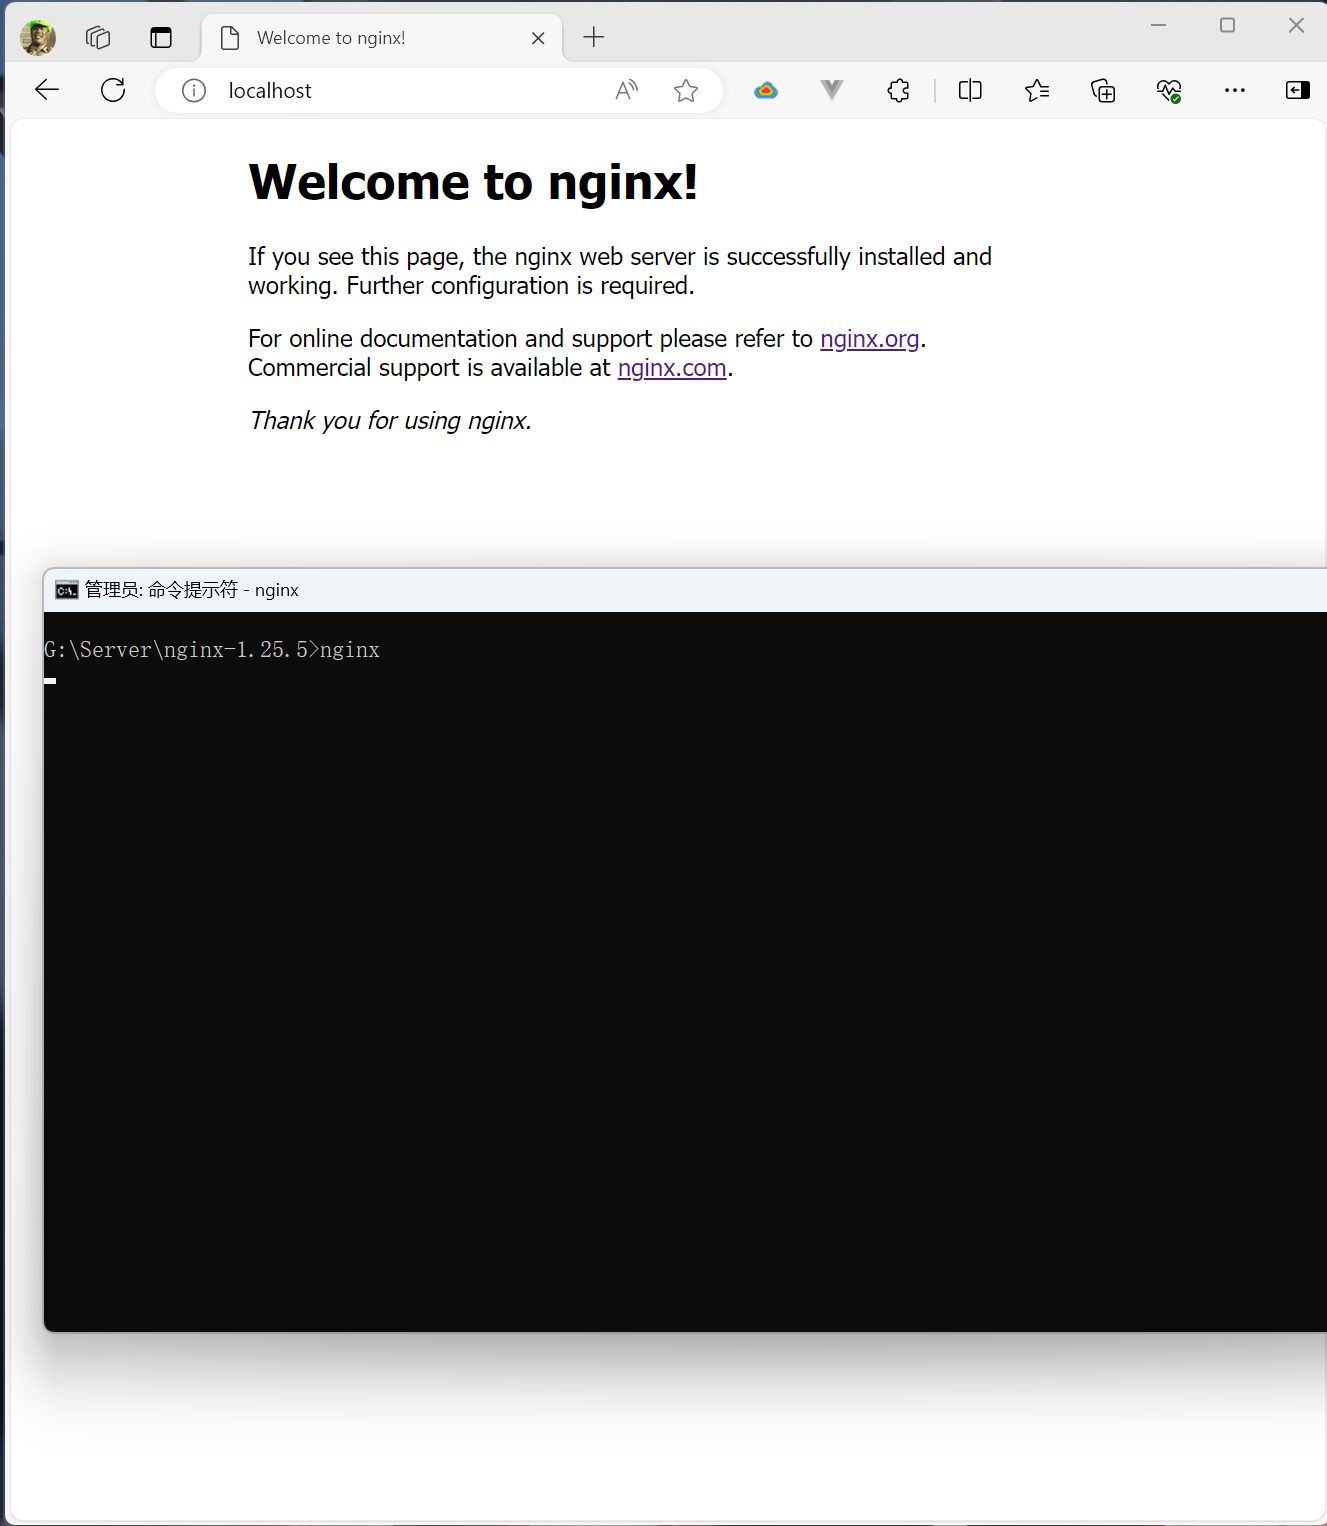 Welcome to nginx!
localhost
Welcome to nginx!
If you see this page, the nginx web server is successfully installed and
working. Further configuration is required.
For online documentation and support please refer to nginx.org.
Commercial support is available at nginx.com.
Thank you for using nginx.
管理员: 命令提示符 - nginx
G:\Server\nginx-1.25.5>nginx